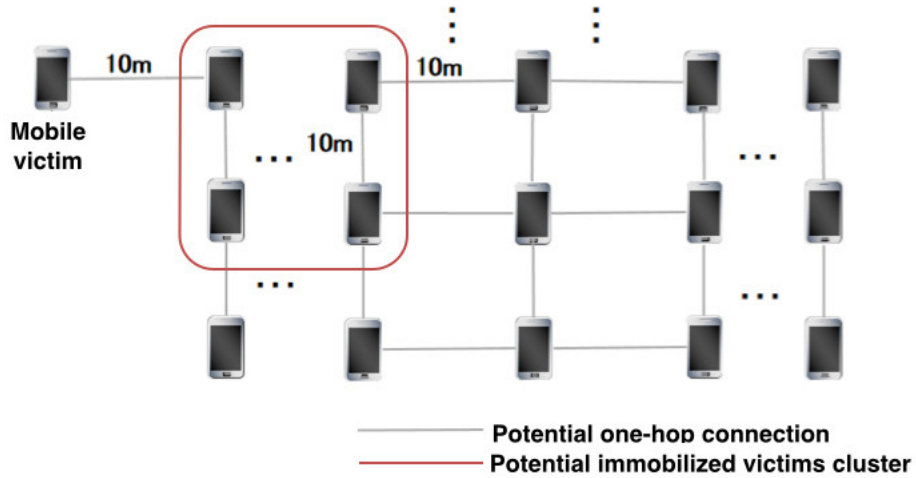 10m
10m
Mobile
victim
10m
Potential one-hop connection
Potential immobilized victims cluster